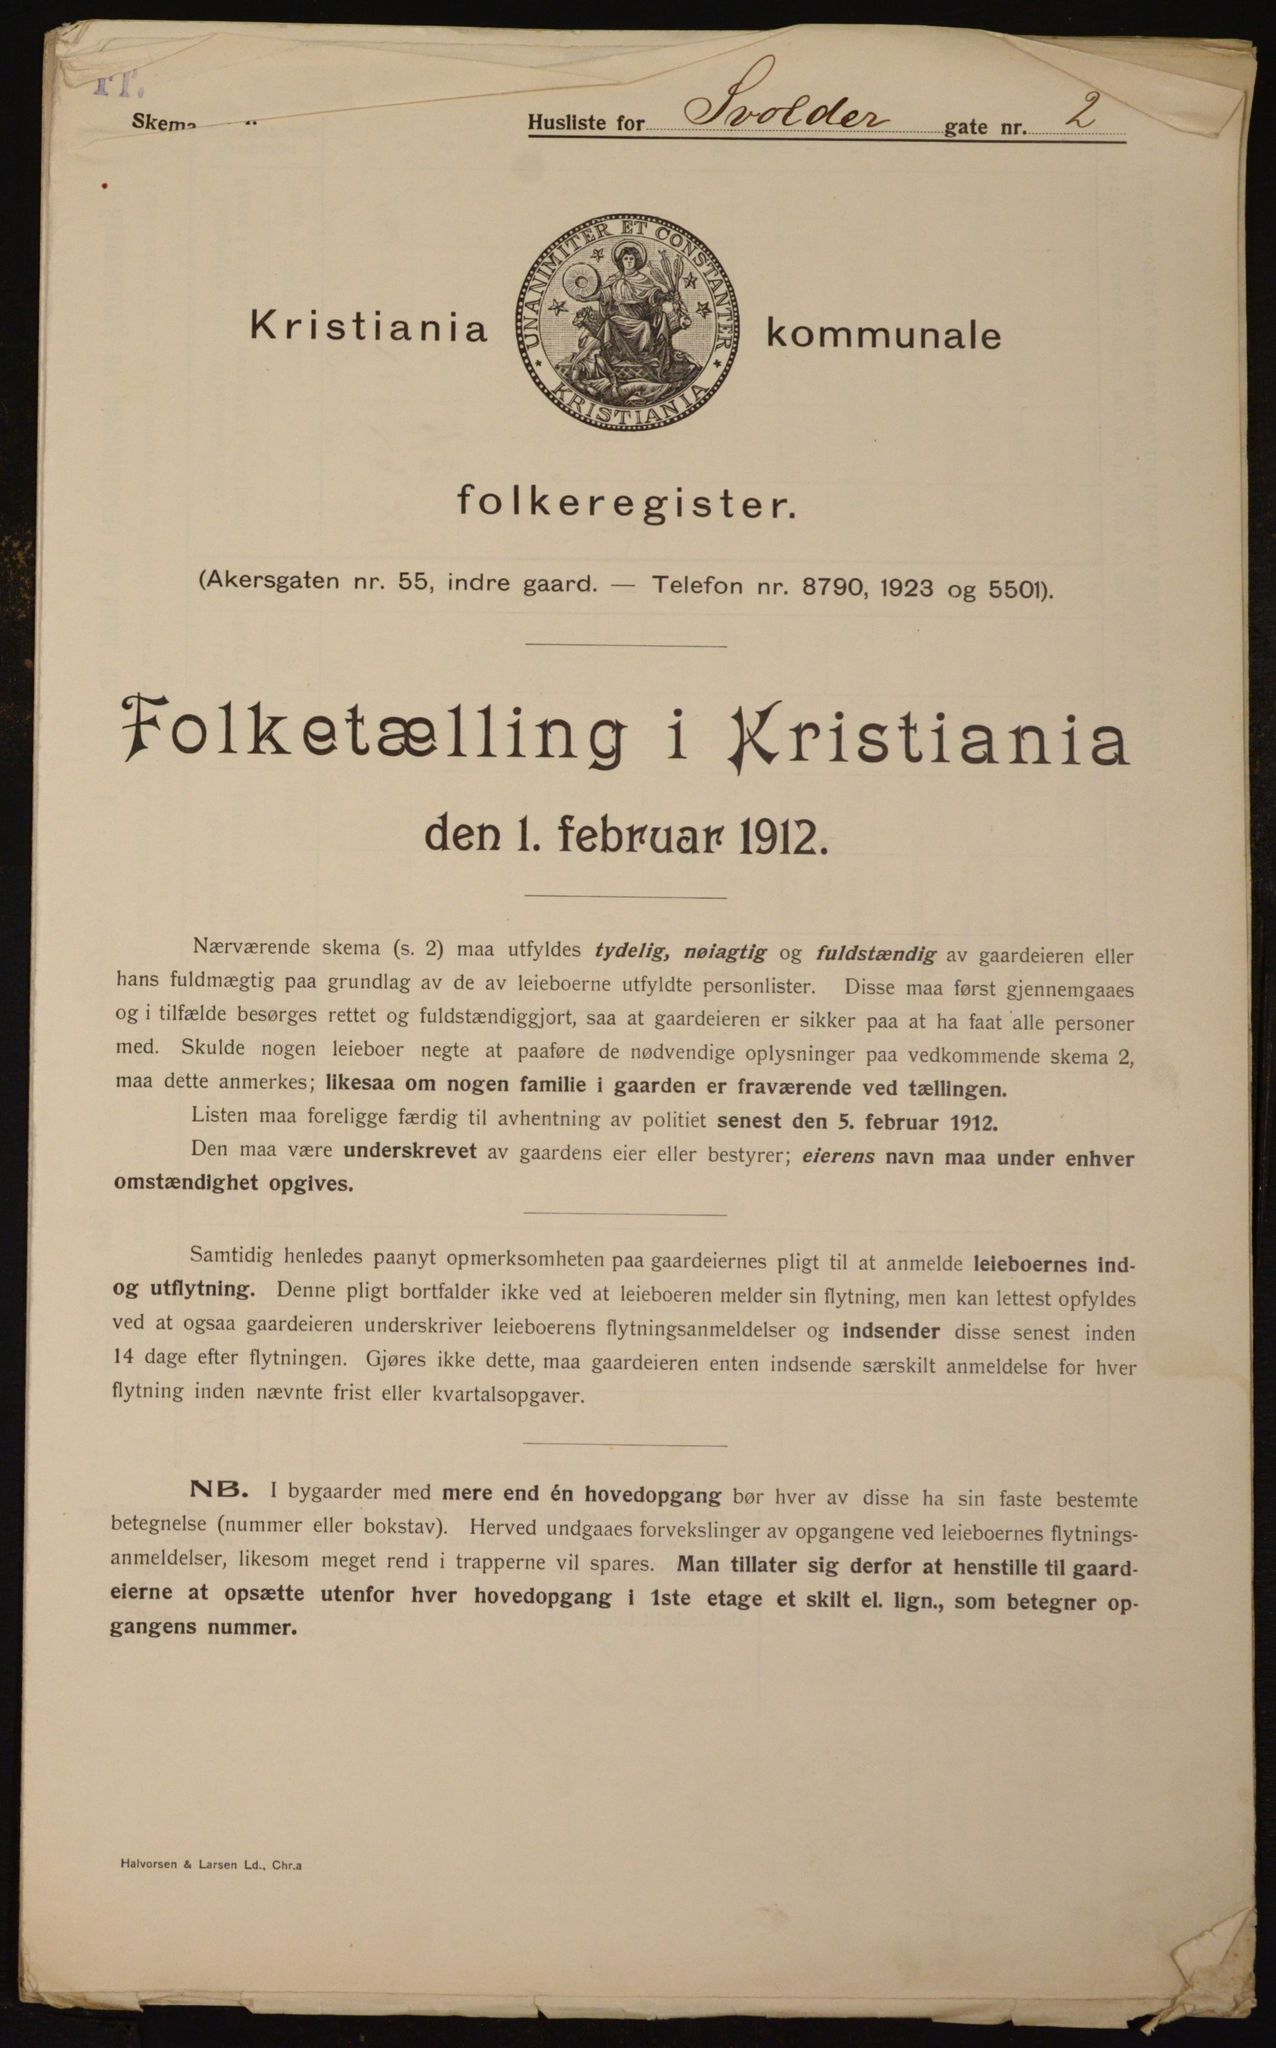 Skema
Husliste for Svolder gate nr. 2
UNANIMITER ET CONSTANTER
KRISTIANIA
Kristiania kommunale
folkeregister.
(Akersgaten nr. 55, indre gaard. — Telefon nr. 8790, 1923 og 5501).
Folketælling i Kristiania
den 1. februar 1912.
Nærværende skema (s. 2) maa utfyldes tydelig, nøiagtig og fuldstændig av gaardeieren eller
hans fuldmægtig paa grundlag av de av leieboerne utfyldte personlister. Disse maa først gjennemgaaes
og i tilfælde besørges rettet og fuldstændiggjort, saa at gaardeieren er sikker paa at ha faat alle personer
med. Skulde nogen leieboer negte at paaføre de nødvendige oplysninger paa vedkommende skema 2,
maa dette anmerkes; likesaa om nogen familie i gaarden er fraværende ved tællingen.
Listen maa foreligge færdig til avhentning av politiet senest den 5. februar 1912.
Den maa være underskrevet av gaardens eier eller bestyrer; eierens navn maa under enhver
omstændighet opgives.
Samtidig henledes paanyt opmerksomheten paa gaardeiernes pligt til at anmelde leieboernes ind-
og utflytning. Denne pligt bortfalder ikke ved at leieboeren melder sin flytning, men kan lettest opfyldes
ved at ogsaa gaardeieren underskriver leieboerens flytningsanmeldelser og indsender disse senest inden
14 dage efter flytningen. Gjøres ikke dette, maa gaardeieren enten indsende særskilt anmeldelse for hver
flytning inden nævnte frist eller kvartalsopgaver.
NB. I bygaarder med mere end én hovedopgang bør hver av disse ha sin faste bestemte
betegnelse (nummer eller bokstav). Herved undgaaes forvekslinger av opgangene ved leieboernes flytnings-
anmeldelser, likesom meget rend i trapperne vil spares. Man tillater sig derfor at henstille til gaard-
eierne at opsætte utenfor hver hovedopgang i 1ste etage et skilt el. lign., som betegner op-
gangens nummer.
Halvorsen & Larsen Ld., Chr.a